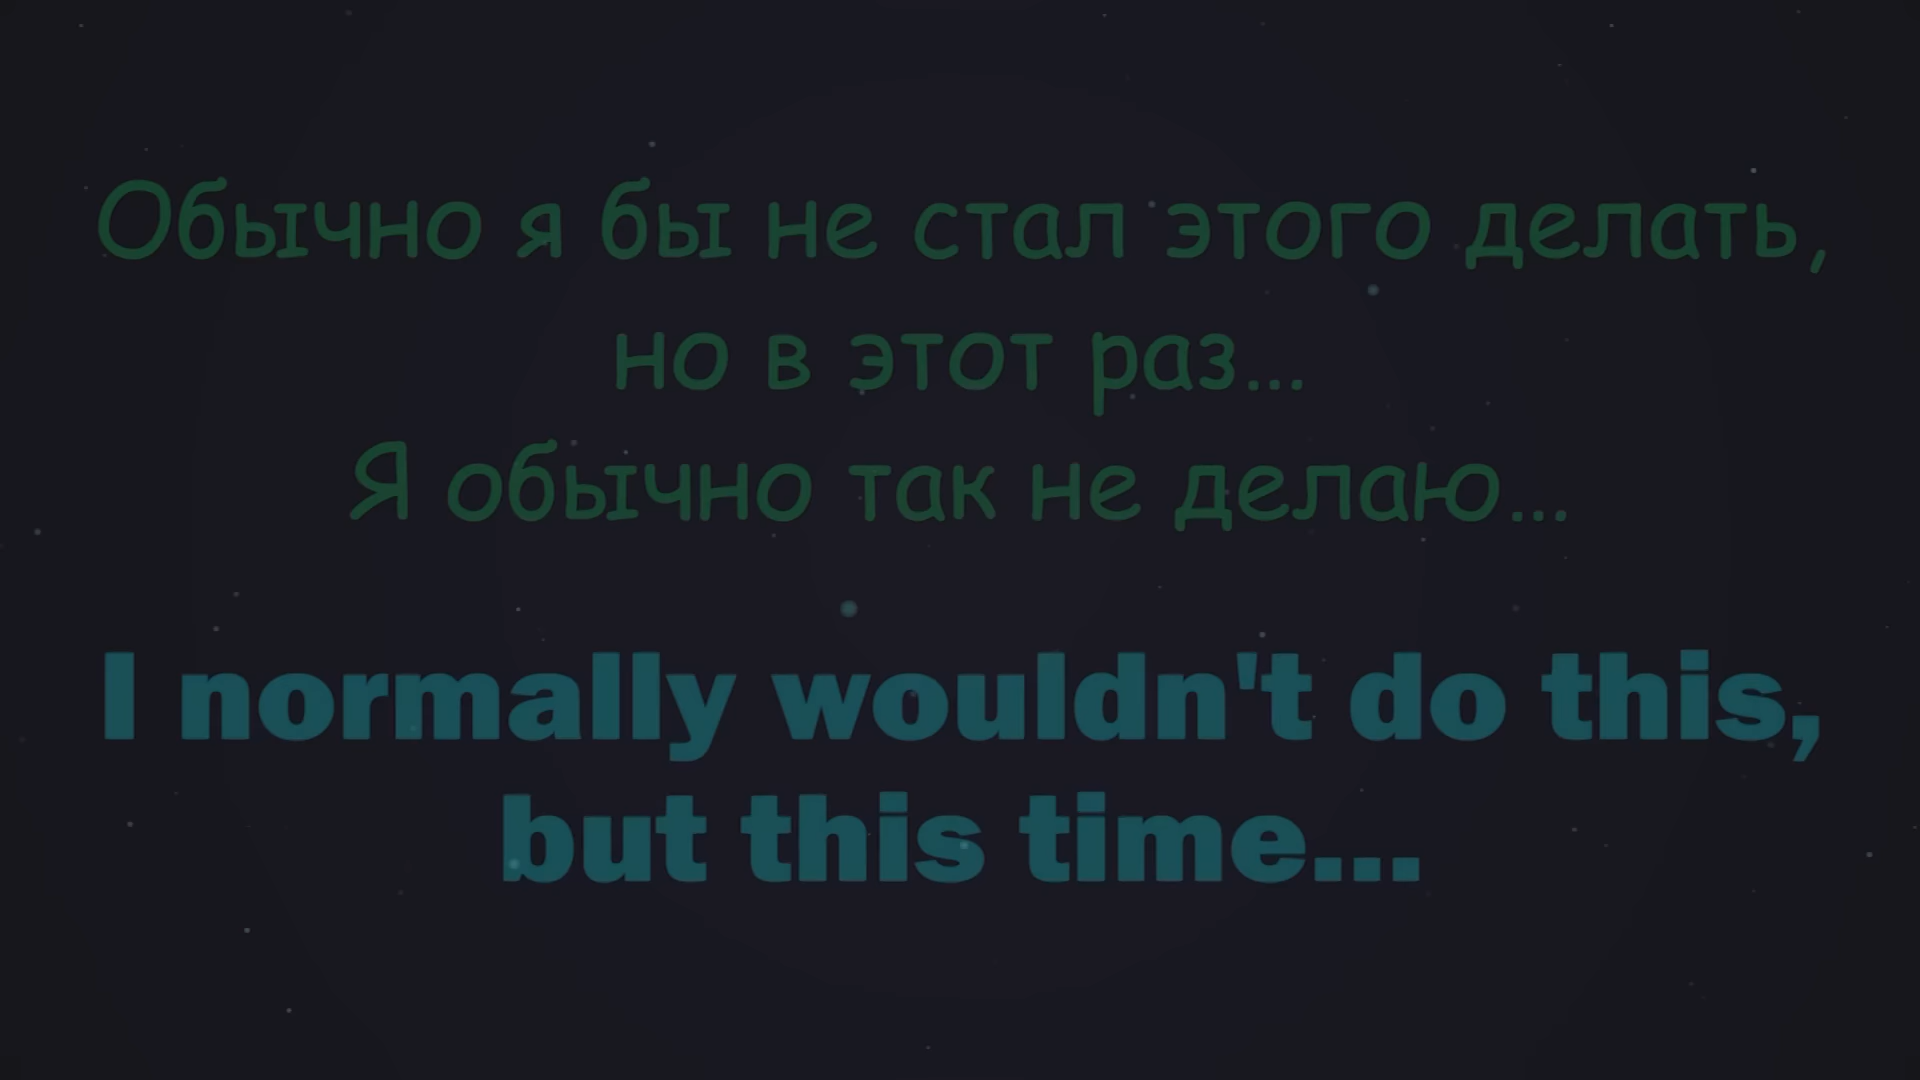 Обычно я бы не стал этого делать,
но в этот раз...
Я обычно так не делаю...
I normally wouldn't do this,
but this time...